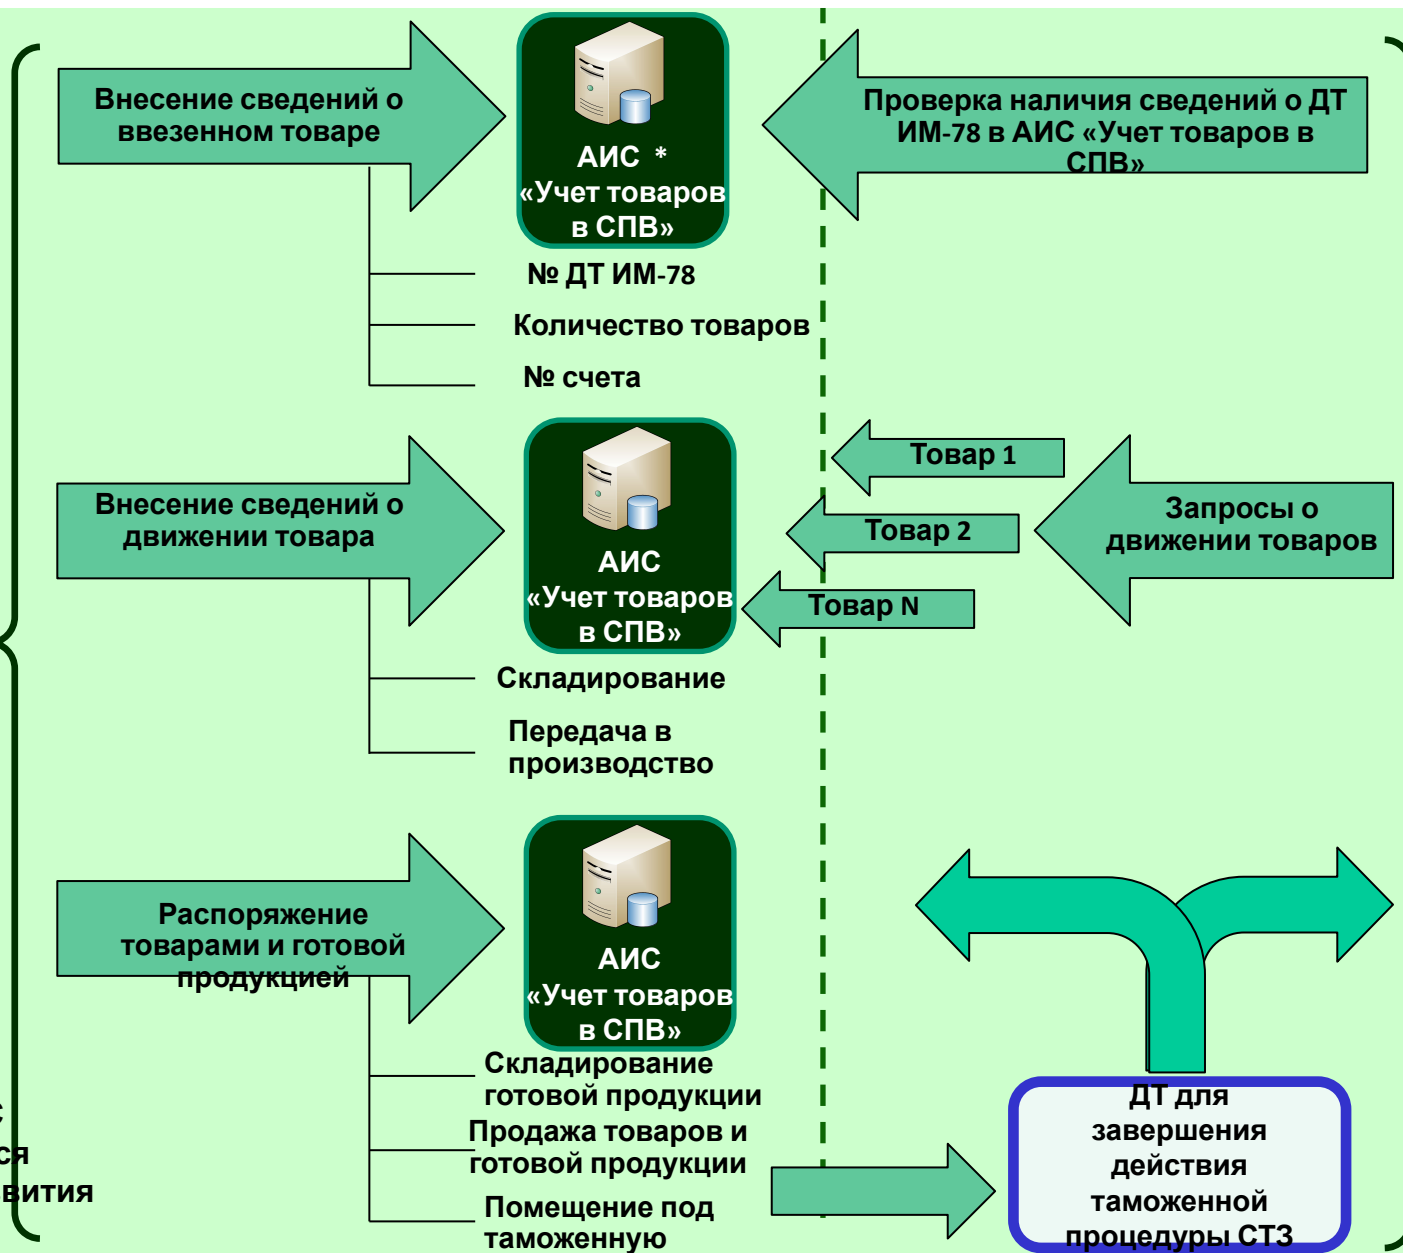 Внесение сведений о
ввезенном товаре
АИС *
«Учет товаров
в СПВ»
Проверка наличия сведений о ДТ
ИМ-78 в АИС «Учет товаров в
СПВ»
№ ДТ ИМ-78
Количество товаров
№ счета
Внесение сведений о
движении товара
АИС
«Учет товаров
в СПВ»
Товар 1
Товар 2
Товар N
Запросы о
движении товаров
Складирование
Передача в
производство
Распоряжение
товарами и готовой
продукцией
АИС
«Учет товаров
в СПВ»
Складирование
готовой продукции
Продажа товаров и
готовой продукции
Помещение под
таможенную
ДТ для
завершения
действия
таможенной
процедуры СТЗ
С
ся
вития